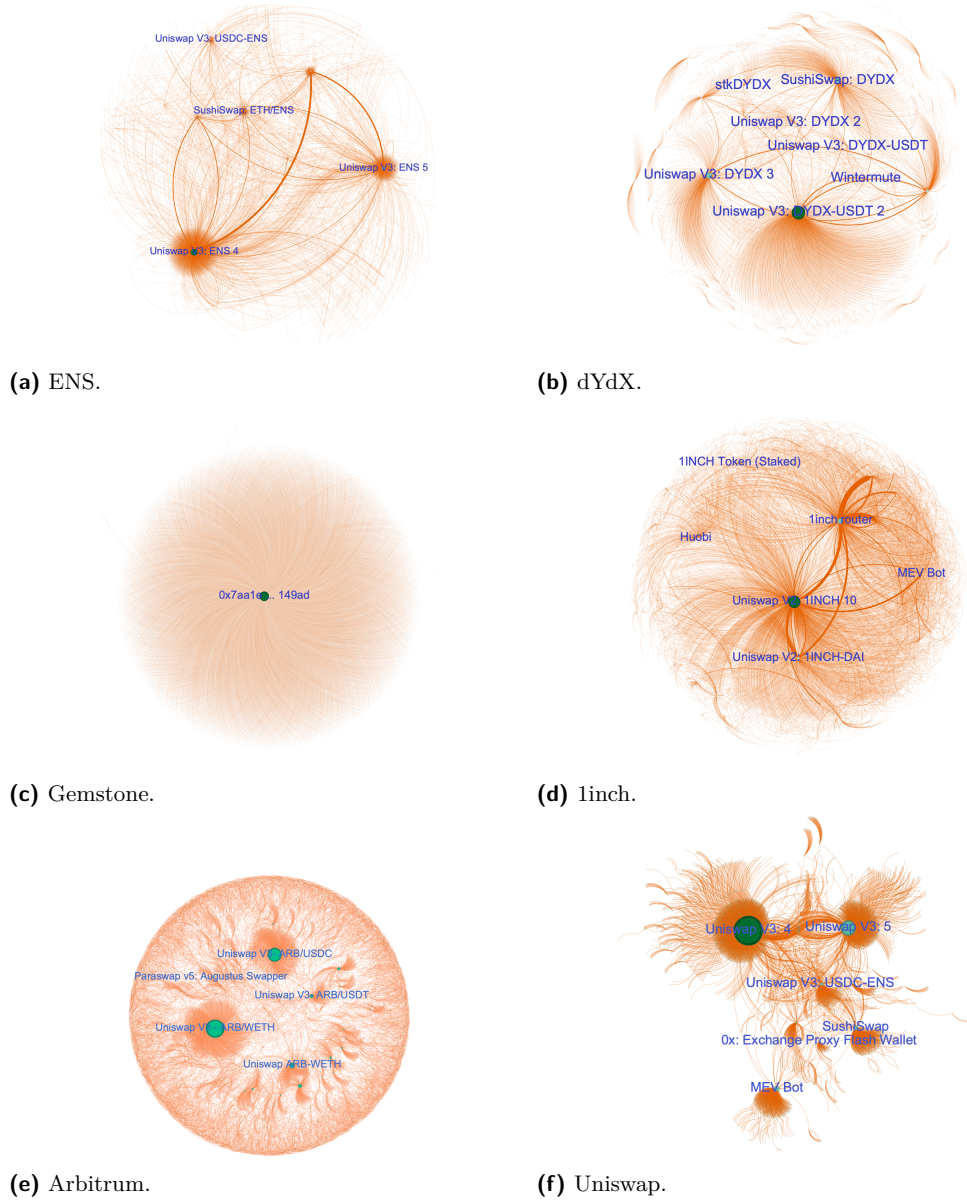 Uniswap V3: USDC-ENS
SushiSwap: ETH/ENS
Uniswap V3: ENS 5
Uniswap V3: ENS 4
(a) ENS.
stkDYDX
SushiSwap: DYDX
Uniswap V3: DYDX 2
Uniswap V3: DYDX-USDT
Uniswap V3: DYDX 3
Wintermute
Uniswap V3: DYDX-USDT 2
(b) dYdX.
149ad
(c) Gemstone.
1INCH Token (Staked)
1inch router
Huobi
MEV Bot
Uniswap 1INCH 10
Uniswap V2: 1INCH-DAI
(d) 1inch.
Uniswap V3: ARB/USDC
Paraswap v5: Augustus Swapper
Uniswap V3: ARB/USDT
Uniswap V3: ARB/WETH
Uniswap ARB-WETH
(e) Arbitrum.
Uniswap V3: 4
Uniswap V3: 5
Uniswap V3: USDC-ENS
SushiSwap
0x: Exchange Proxy Flash Wallet
MEV Bot
(f) Uniswap.